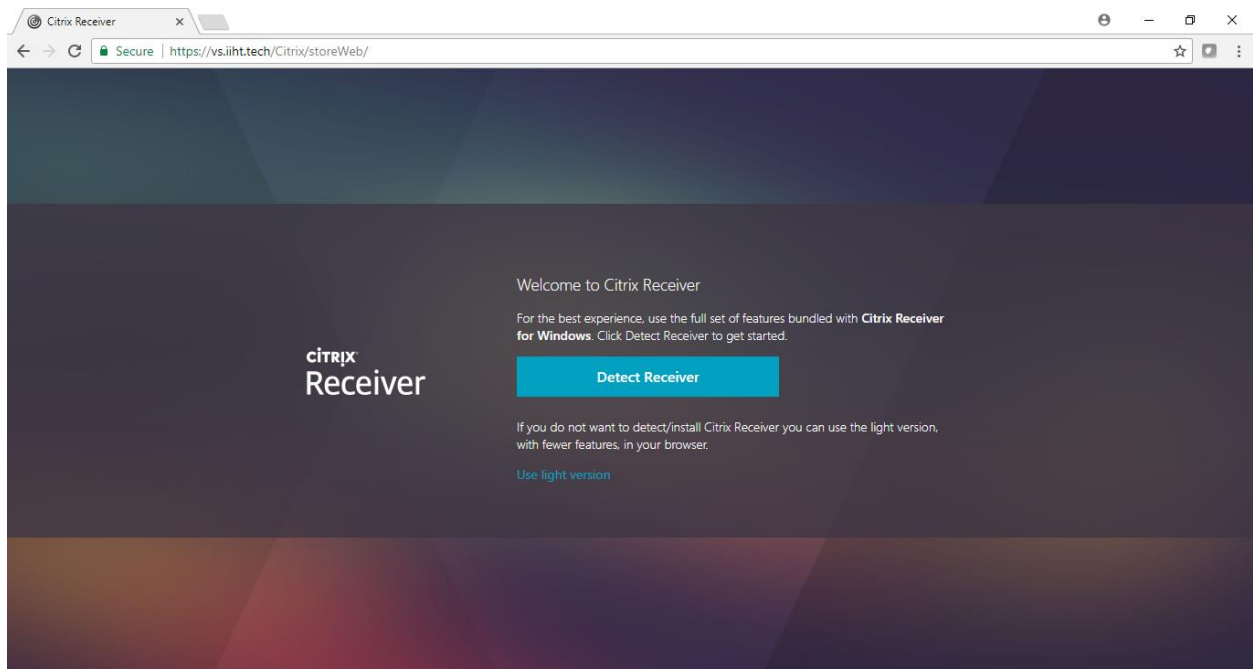 Citrix Receiver
Secure | https://vs.iiht.tech/Citrix/storeWeb/
Welcome to Citrix Receiver
For the best experience, use the full set of features bundled with Citrix Receiver
for Windows. Click Detect Receiver to get started.
CİTRIX
Receiver
Detect Receiver
If you do not want to detect/install Citrix Receiver you can use the light version,
with fewer features, in your browser.
Use light version